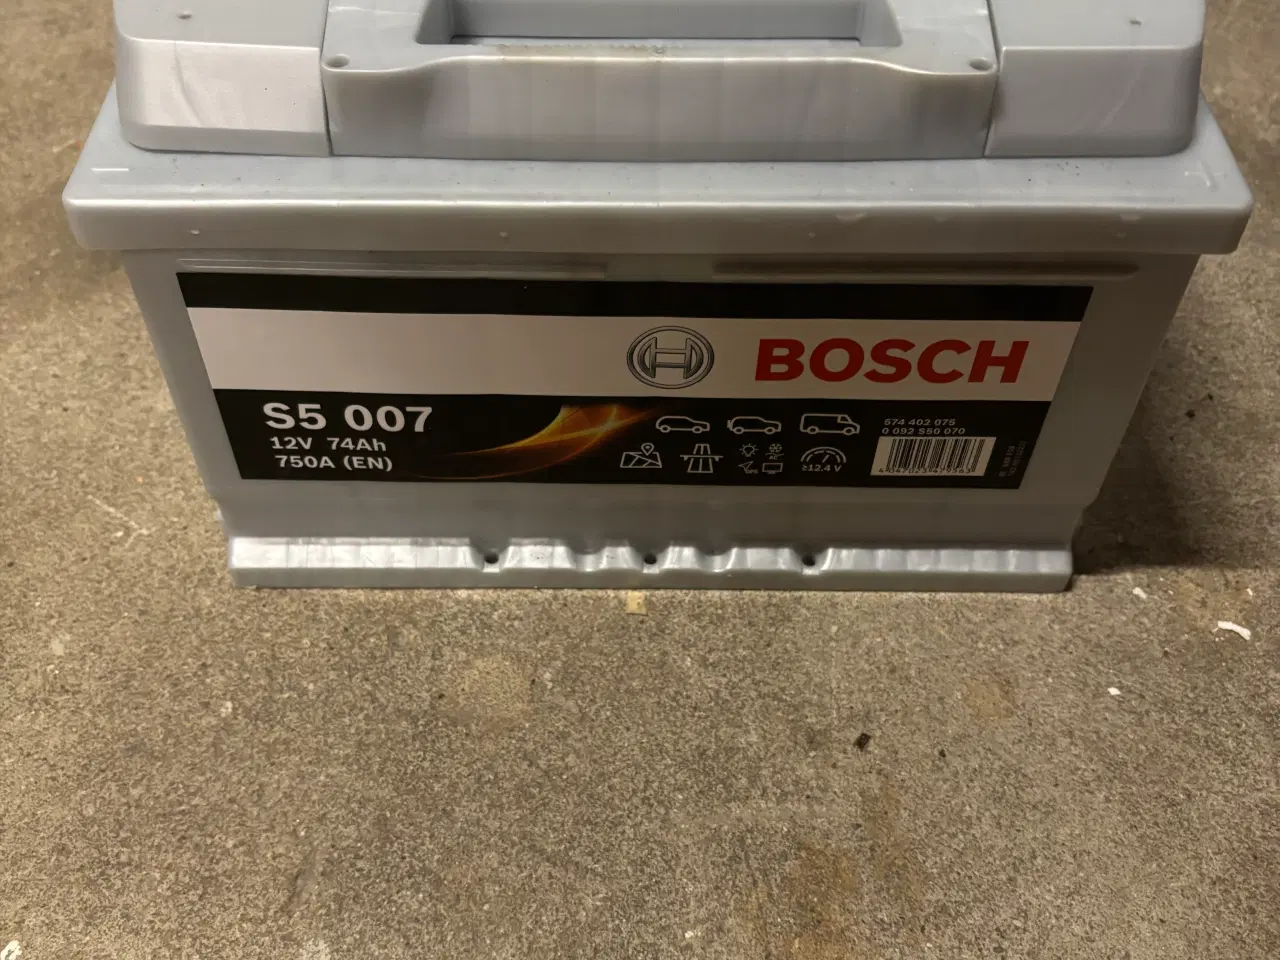 BOSCH
S5 007
12V 74Ah
750A (EN)
574 402 075
0 092 S50 070
≥12,4 V